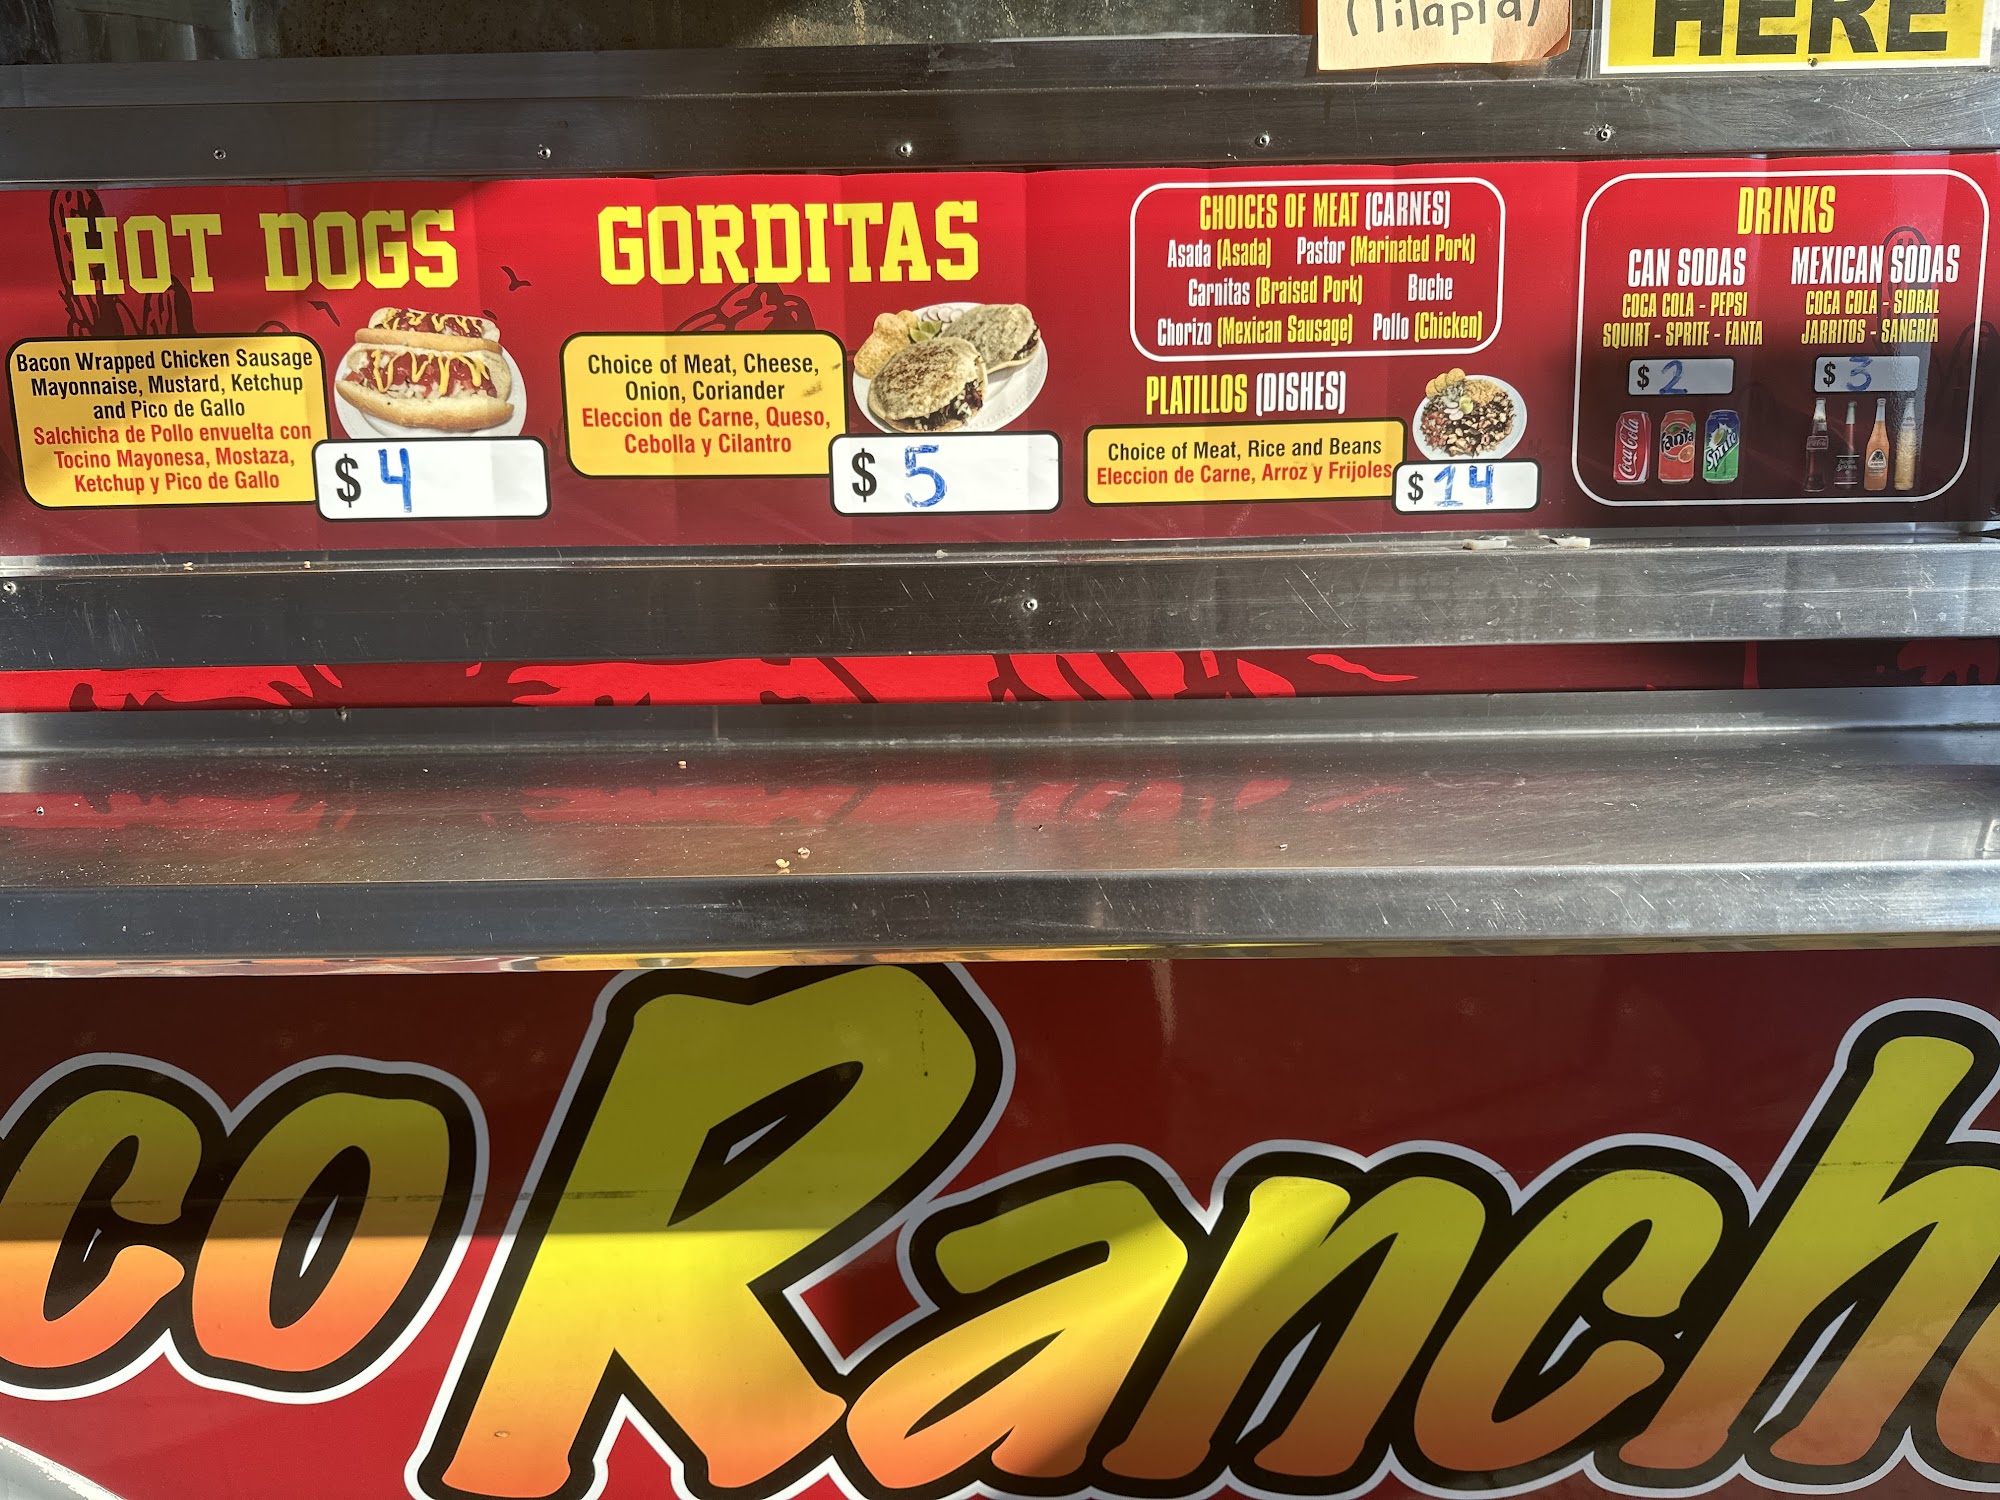 (Tilapia)
HERE
HOT DOGS
Bacon Wrapped Chicken Sausage
Mayonnaise, Mustard, Ketchup
and Pico de Gallo
Salchicha de Pollo envuelta con
Tocino Mayonesa, Mostaza,
Ketchup y Pico de Gallo
$ 4
GORDITAS
Choice of Meat, Cheese,
Onion, Coriander
Eleccion de Carne, Queso,
Cebolla y Cilantro
$ 5
CHOICES OF MEAT (CARNES)
Asada (Asada) Pastor (Marinated Pork)
Carnitas (Braised Pork) Buche
Chorizo (Mexican Sausage) Pollo (Chicken)
PLATILLOS (DISHES)
Choice of Meat, Rice and Beans
Eleccion de Carne, Arroz y Frijoles
$ 14
DRINKS
CAN SODAS
COCA COLA - PEPSI
SQUIRT - SPRITE - FANTA
$ 2
Coca-Cola
Fanta
Sprite
MEXICAN SODAS
COCA COLA - SIDRAL
JARRITOS - SANGRIA
$ 3
co Ranch